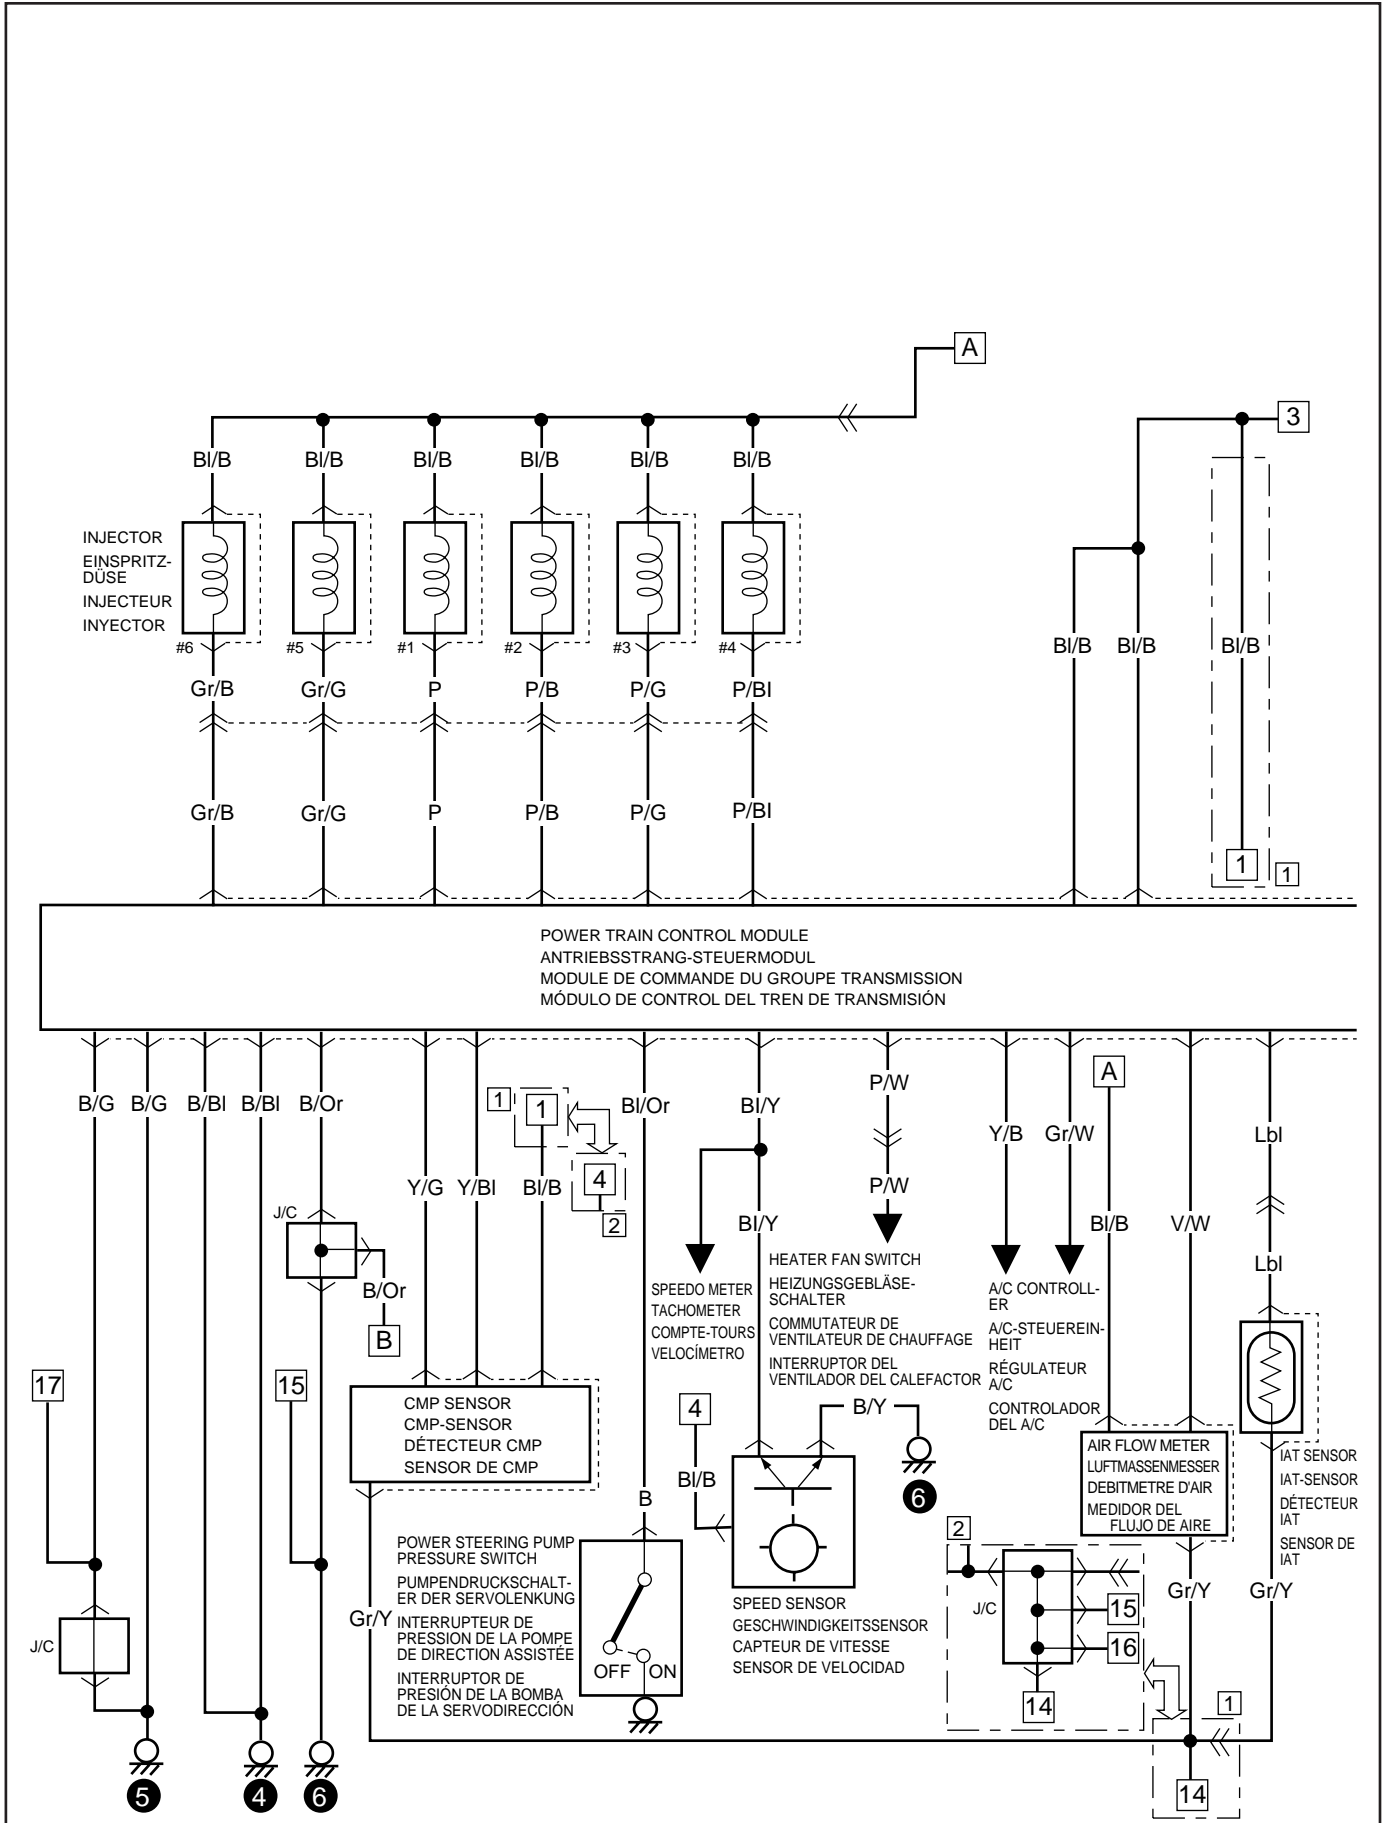 A
3
Bl/B Bl/B Bl/B Bl/B Bl/B Bl/B
INJECTOR
EINSPRITZ-
DÜSE
INJECTEUR
INYECTOR
#6 #5 #1 #2 #3 #4
Bl/B Bl/B Bl/B
Gr/B Gr/G P P/B P/G P/Bl
Gr/B Gr/G P P/B P/G P/Bl
1 1
POWER TRAIN CONTROL MODULE
ANTRIEBSSTRANG-STEUERMODUL
MODULE DE COMMANDE DU GROUPE TRANSMISSION
MÓDULO DE CONTROL DEL TREN DE TRANSMISIÓN
B/G B/G B/Bl B/Bl B/Or
1 1
Bl/Or Bl/Y
P/W
A
Y/B Gr/W
Lbl
Y/G Y/Bl Bl/B
4
2
P/W
J/C
Bl/Y
Bl/B V/W
Lbl
B/Or
B
SPEEDO METER
TACHOMETER
COMPTE-TOURS
VELOCÍMETRO
HEATER FAN SWITCH
HEIZUNGSGEBLÄSE-
SCHALTER
COMMUTATEUR DE
VENTILATEUR DE CHAUFFAGE
INTERRUPTOR DEL
VENTILADOR DEL CALEFACTOR
A/C CONTROLL-
ER
A/C-STEUEREIN-
HEIT
RÉGULATEUR
A/C
CONTROLADOR
DEL A/C
17
15
CMP SENSOR
CMP-SENSOR
DÉTECTEUR CMP
SENSOR DE CMP
4
B/Y
Bl/B
6
AIR FLOW METER
LUFTMASSENMESSER
DEBITMETRE D'AIR
MEDIDOR DEL
FLUJO DE AIRE
IAT SENSOR
IAT-SENSOR
DÉTECTEUR
IAT
SENSOR DE
IAT
B
POWER STEERING PUMP
PRESSURE SWITCH
PUMPENDRUCKSCHALT-
ER DER SERVOLENKUNG
INTERRUPTEUR DE
PRESSION DE LA POMPE
DE DIRECTION ASSISTÉE
INTERRUPTOR DE
PRESIÓN DE LA BOMBA
DE LA SERVODIRECCIÓN
Gr/Y
OFF ON
SPEED SENSOR
GESCHWINDIGKEITSSENSOR
CAPTEUR DE VITESSE
SENSOR DE VELOCIDAD
2
J/C
15
16
14
Gr/Y Gr/Y
J/C
1
14
5 4 6